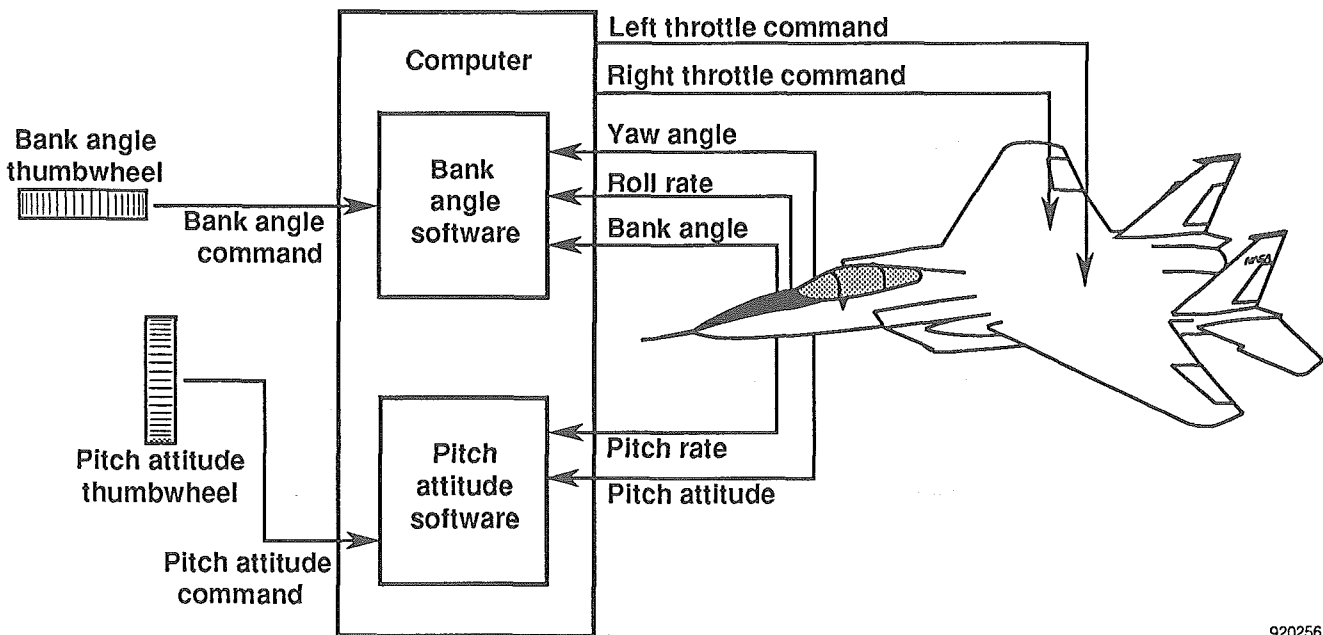 Left throttle command
Computer
Right throttle command
Bank angle
thumbwheel
Yaw angle
Bank
angle
software
Roll rate
Bank angle
command
Bank angle
NASA
Pitch attitude
thumbwheel
Pitch
attitude
software
Pitch rate
Pitch attitude
Pitch attitude
command
920256